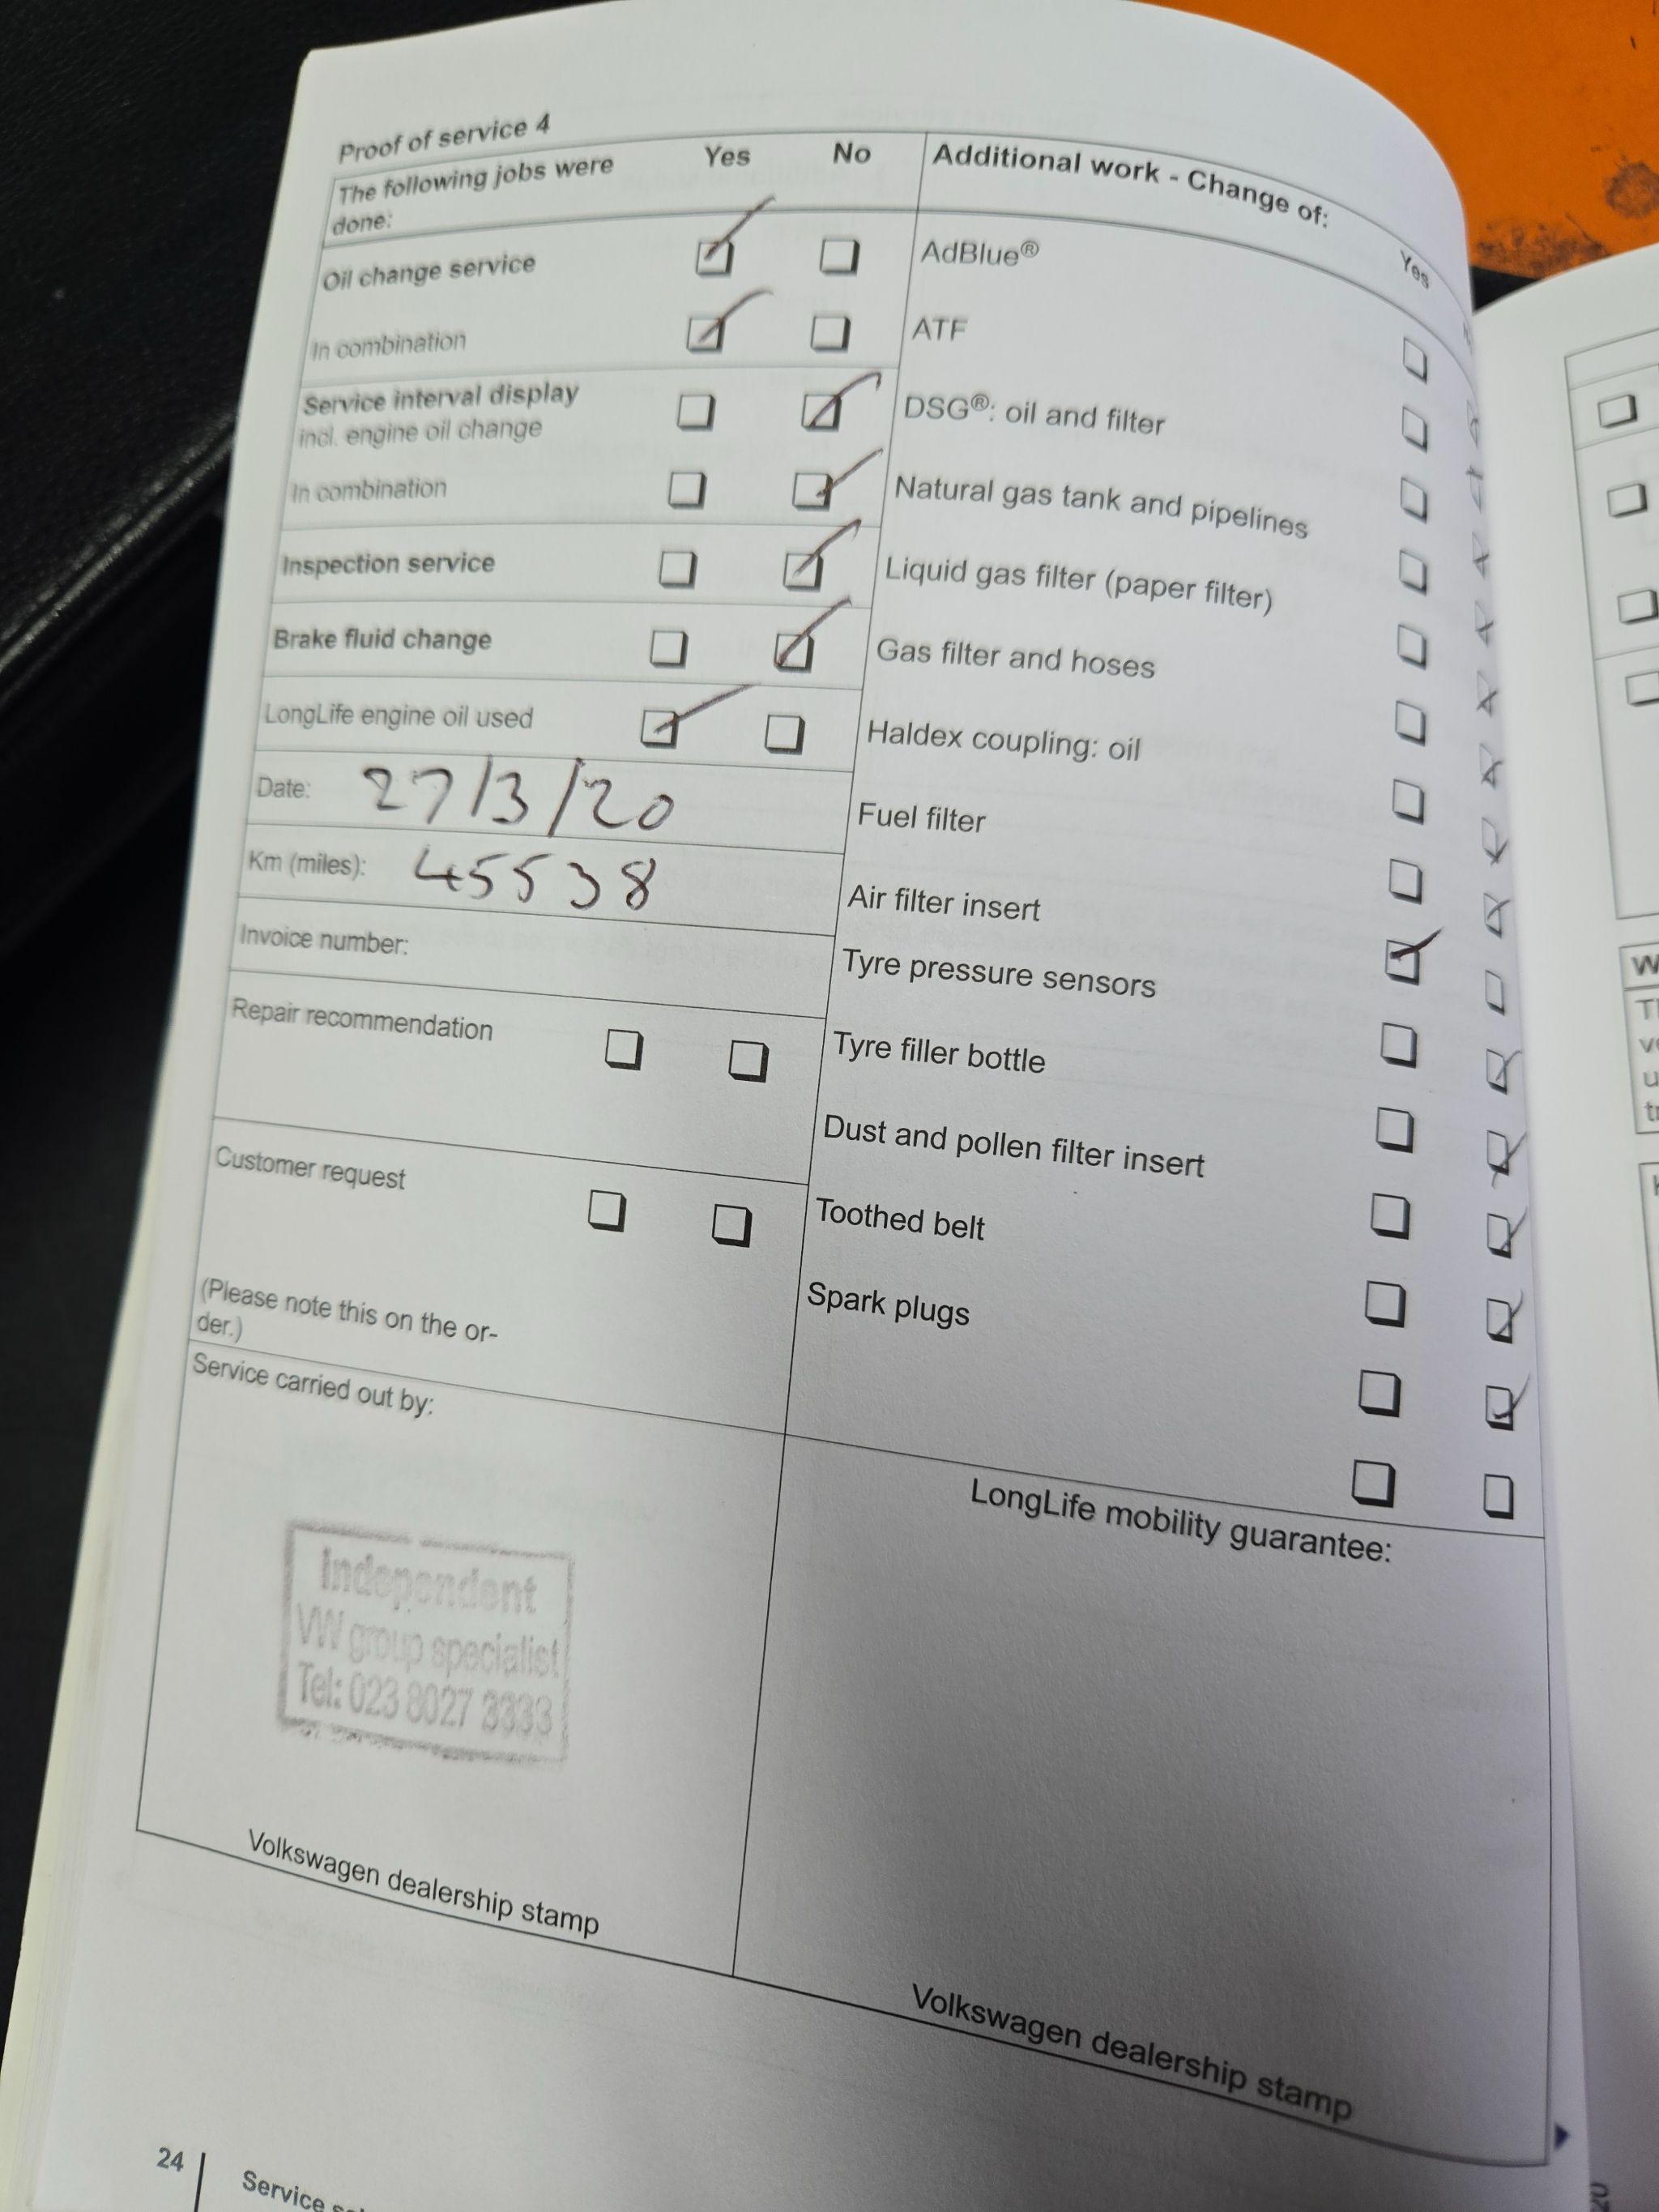 Proof of service 4
The following jobs were done: Yes No
Oil change service
In combination
Service interval display
incl. engine oil change
In combination
Inspection service
Brake fluid change
LongLife engine oil used
Date: 27/3/20
Km (miles): 45538
Invoice number:
Repair recommendation
Customer request
(Please note this on the or-
der.)
Service carried out by:
Independent
VW group specialist
Tel: 023 8027 3333
Volkswagen dealership stamp
Additional work - Change of:
Yes
AdBlue®
ATF
DSG®: oil and filter
Natural gas tank and pipelines
Liquid gas filter (paper filter)
Gas filter and hoses
Haldex coupling: oil
Fuel filter
Air filter insert
Tyre pressure sensors
Tyre filler bottle
Dust and pollen filter insert
Toothed belt
Spark plugs
LongLife mobility guarantee:
Volkswagen dealership stamp
24
Service